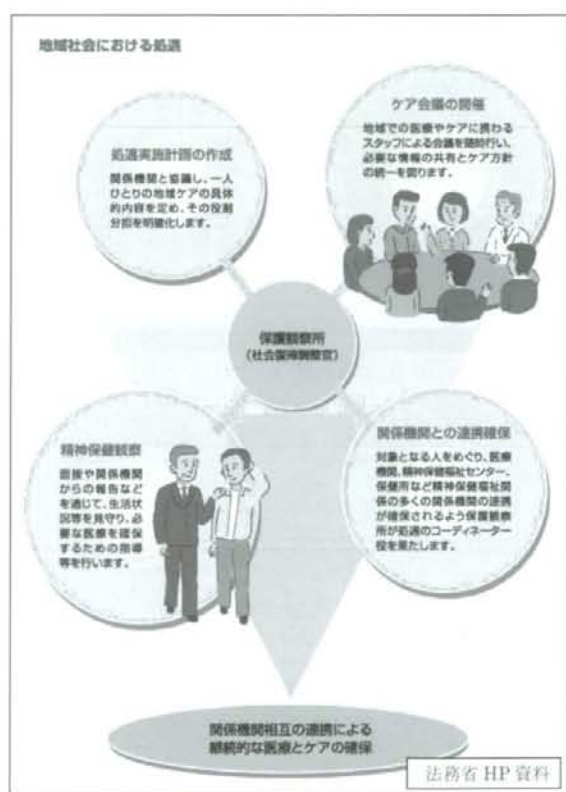 地域社会における処遇
ケア会議の開催
地域での医療やケアに携わる
スタッフによる会議を随時行い、
必要な情報の共有とケア方針
の統一を図ります。
処遇実施計画の作成
関係機関と協議し、一人
ひとりの地域ケアの具体
的内容を定め、その役割
分担を明確化します。
保護観察所
(社会復帰調整官)
精神保健観察
面接や関係機関
からの報告など
を通じて、生活状
況等を見守り、必
要な医療を確保
するための指導
等を行います。
関係機関との連携確保
対象となる人をめぐり、医療
機関、精神保健福祉センター、
保健所など精神保健福祉関
係の多くの関係機関の連携
が確保されるよう保護観察
所が処遇のコーディネーター
役を果たします。
関係機関相互の連携による
継続的な医療とケアの確保
法務省 HP 資料